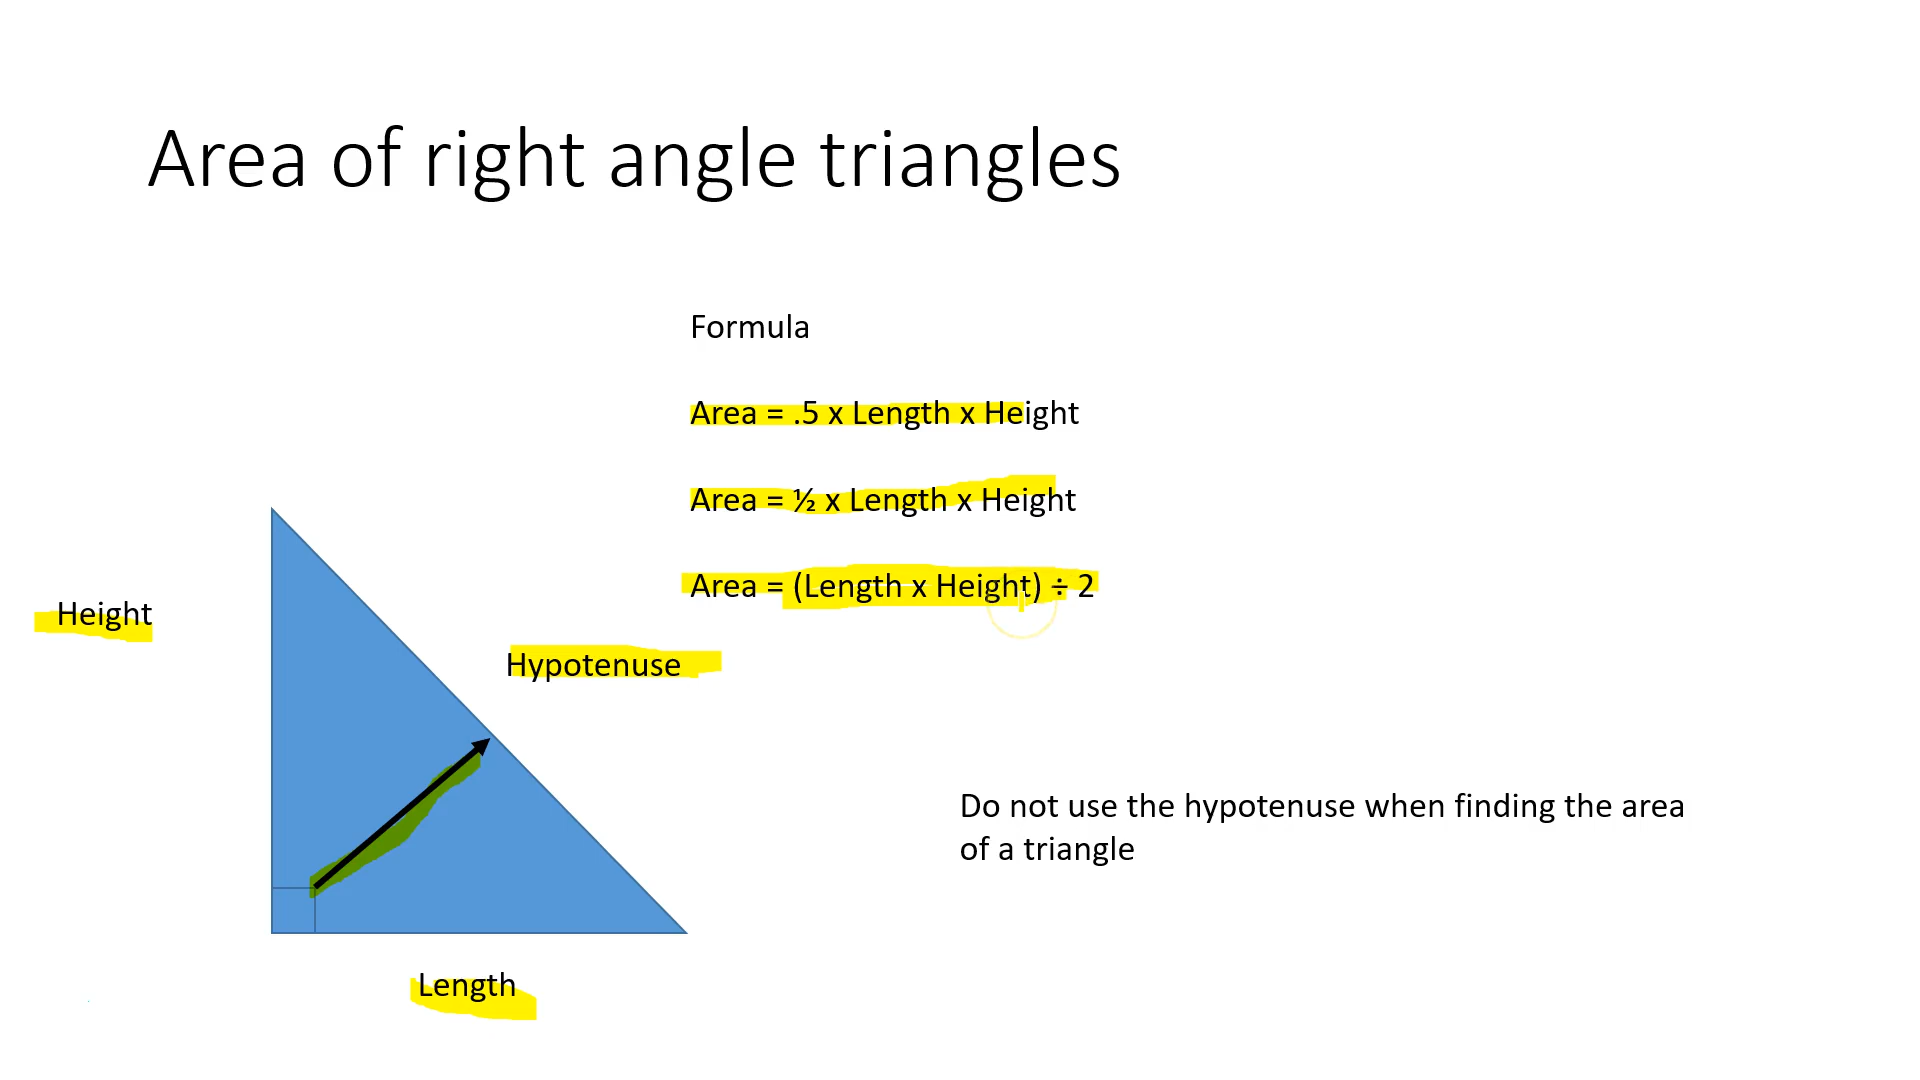 Area of right angle triangles
Formula
Area = .5 x Length x Height
Area = ½ x Length x Height
Area = (Length x Height) ÷ 2
Height
Hypotenuse
Do not use the hypotenuse when finding the area
of a triangle
Length